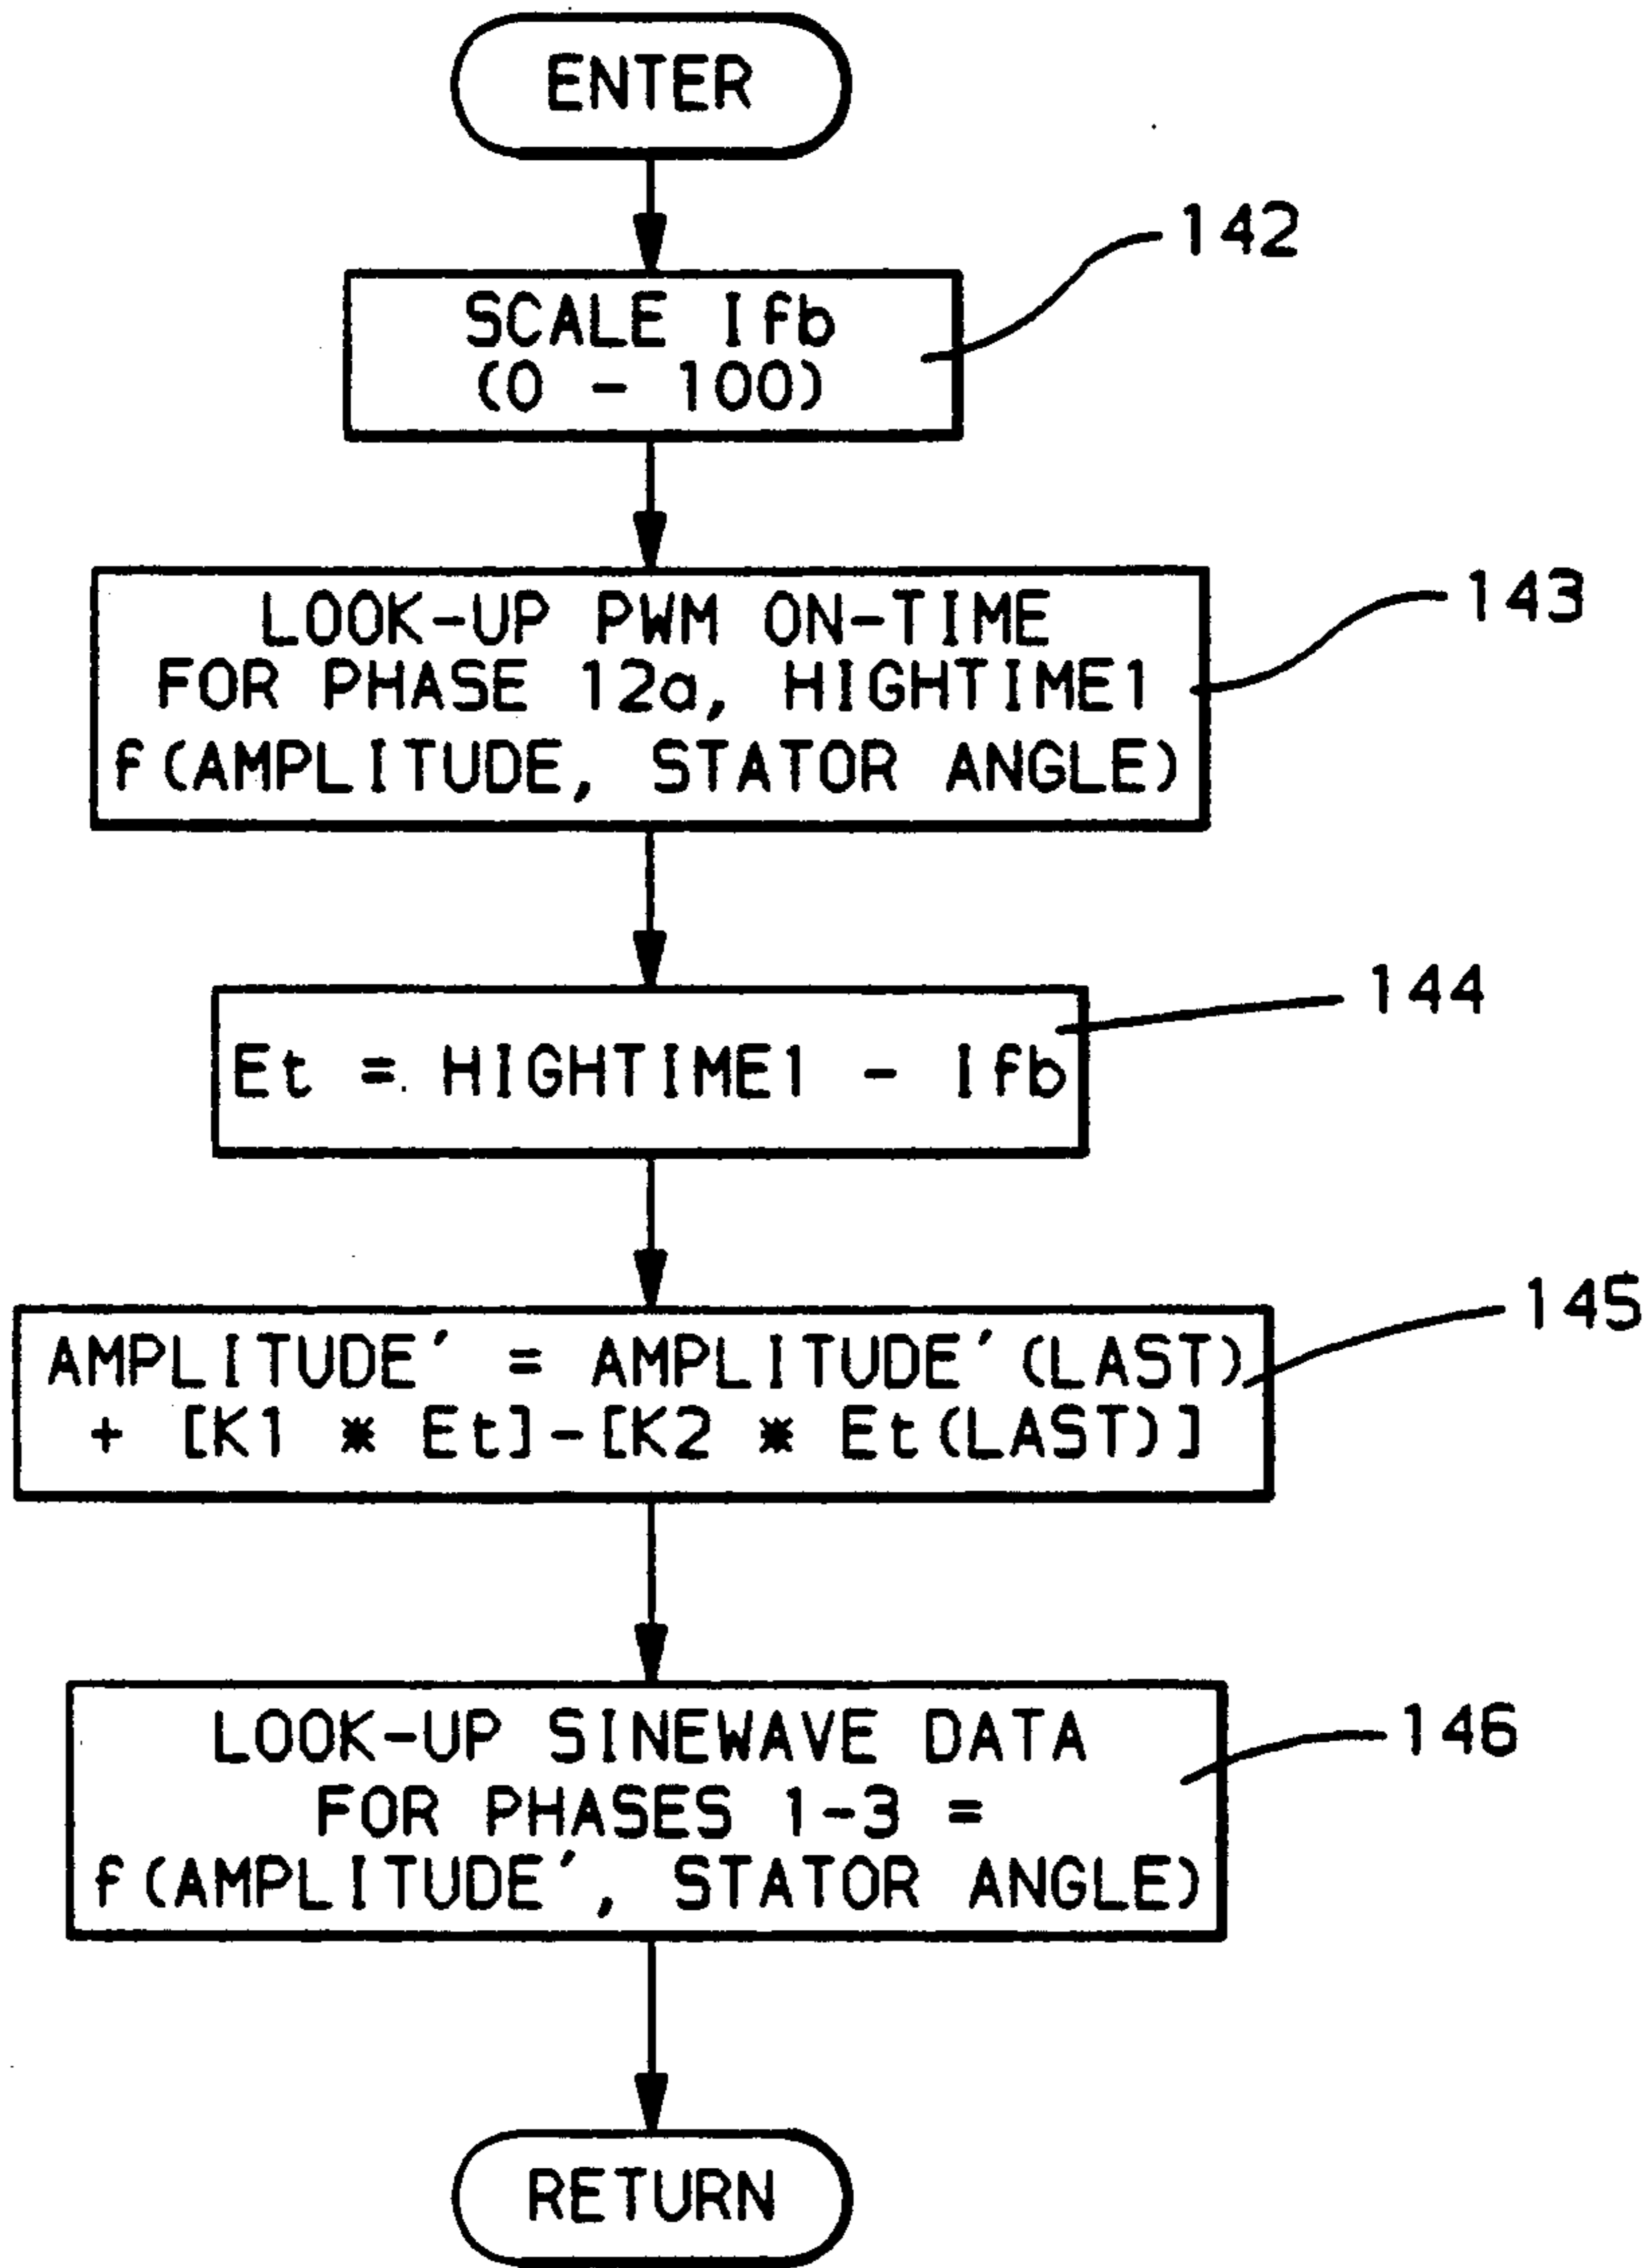 ENTER
142
SCALE Ifb
(0 - 100)
143
LOOK-UP PWM ON-TIME
FOR PHASE 12a, HIGHTIME1
f(AMPLITUDE, STATOR ANGLE)
144
Et = HIGHTIME1 - Ifb
145
AMPLITUDE' = AMPLITUDE'(LAST)
+ [K1 * Et]-[K2 * Et(LAST)]
146
LOOK-UP SINEWAVE DATA
FOR PHASES 1-3 =
f(AMPLITUDE', STATOR ANGLE)
RETURN